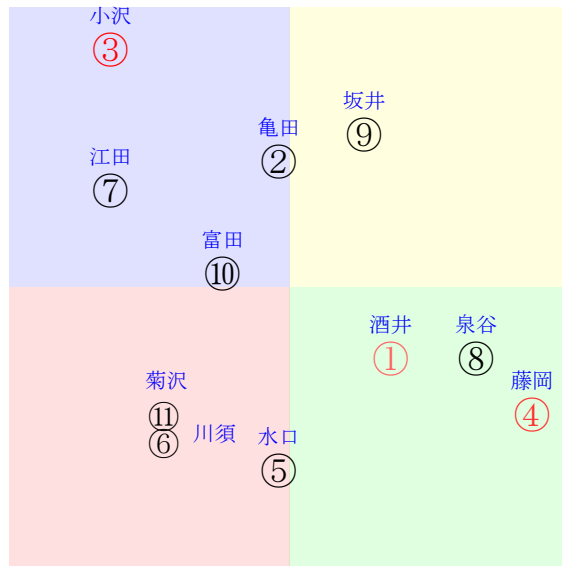 小沢
③
坂井
⑨
亀田
②
江田
⑦
富田
⑩
酒井
①
泉谷
⑧
藤岡
④
菊沢
⑪
⑥
川須
水口
⑤